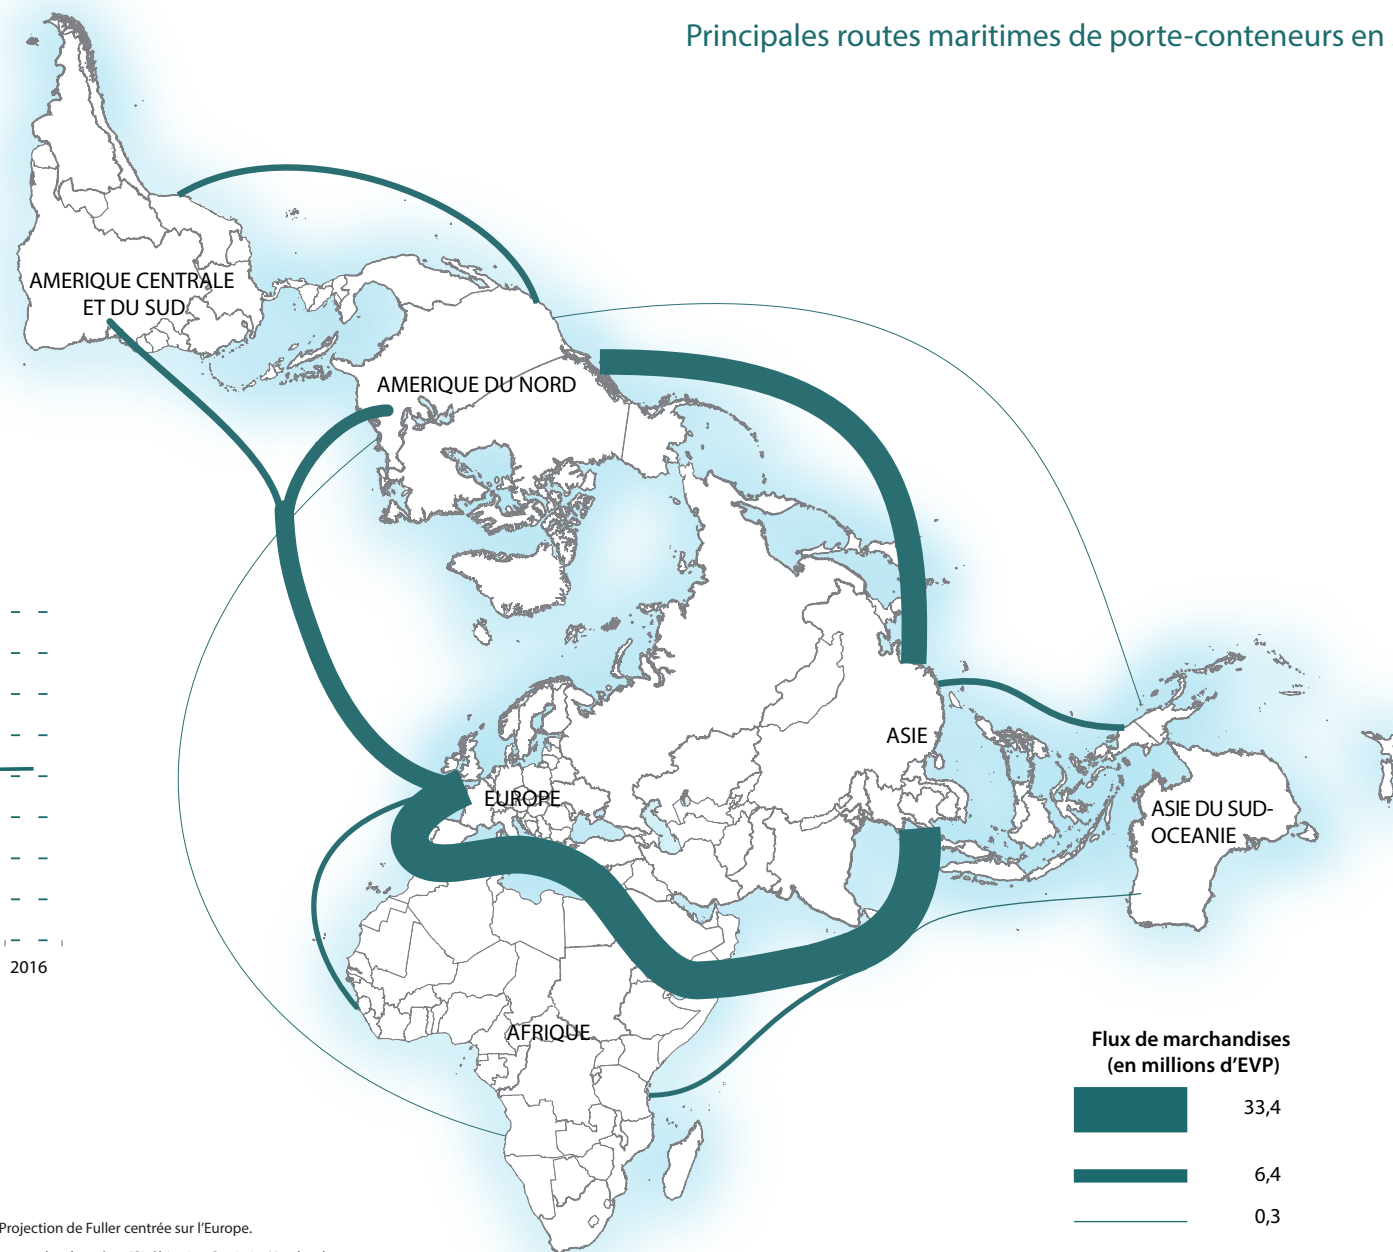 Principales routes maritimes de porte-conteneurs en
AMERIQUE CENTRALE
ET DU SUD
AMERIQUE DU NORD
ASIE
EUROPE
ASIE DU SUD-
OCEANIE
2016
AFRIQUE
Flux de marchandises
(en millions d’EVP)
33,4
6,4
0,3
Projection de Fuller centrée sur l’Europe.